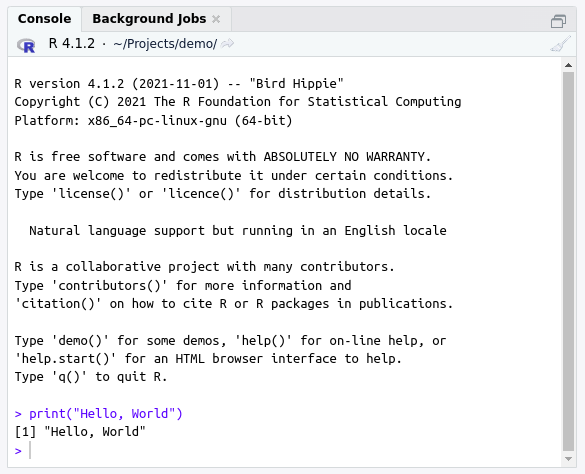 Console Background Jobs
R R 4.1.2 · ~/Projects/demo/
R version 4.1.2 (2021-11-01) -- "Bird Hippie"
Copyright (C) 2021 The R Foundation for Statistical Computing
Platform: x86_64-pc-linux-gnu (64-bit)
R is free software and comes with ABSOLUTELY NO WARRANTY.
You are welcome to redistribute it under certain conditions.
Type 'license()' or 'licence()' for distribution details.
Natural language support but running in an English locale
R is a collaborative project with many contributors.
Type 'contributors()' for more information and
'citation()' on how to cite R or R packages in publications.
Type 'demo()' for some demos, 'help()' for on-line help, or
'help.start()' for an HTML browser interface to help.
Type 'q()' to quit R.
> print("Hello, World")
[1] "Hello, World"
>